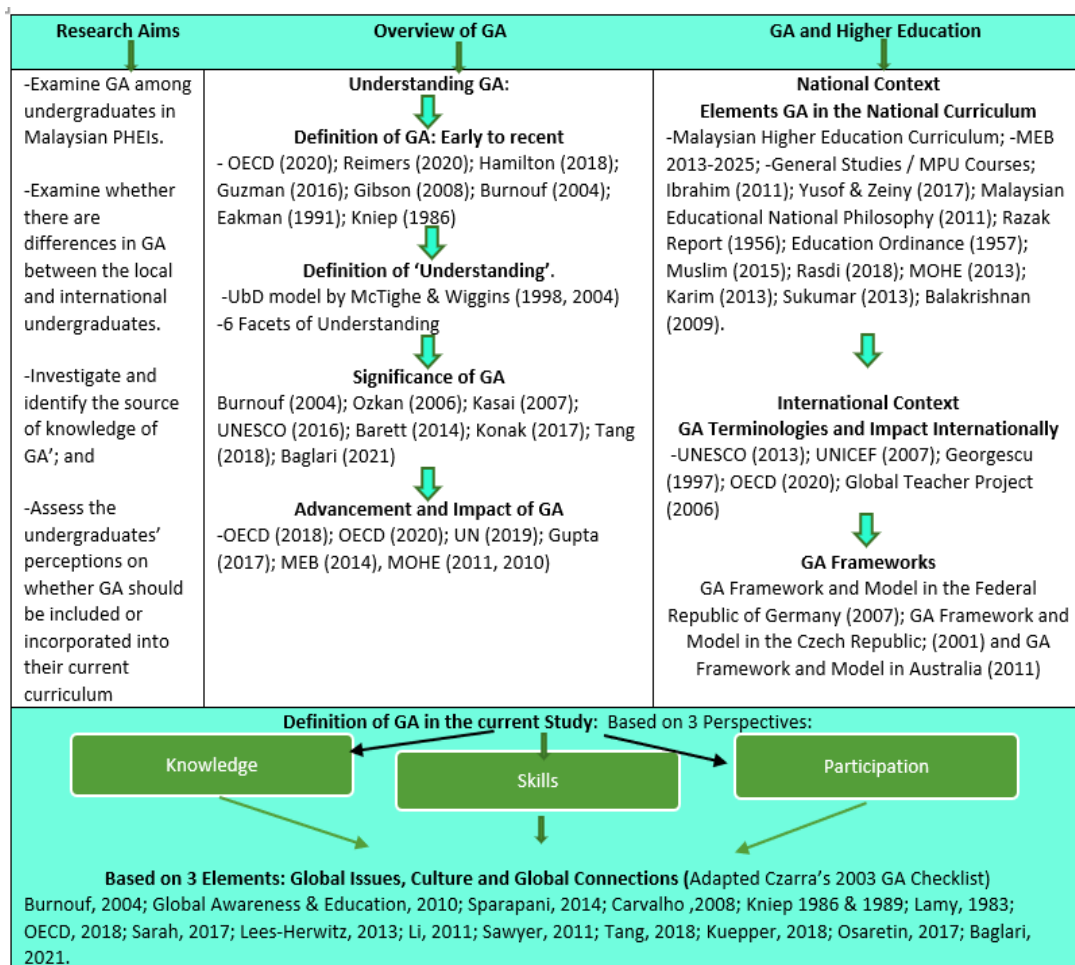 Research Aims
Overview of GA
GA and Higher Education
-Examine GA among
undergraduates in
Malaysian PHEIs.
-Examine whether
there are
differences in GA
between the local
and international
undergraduates.
-Investigate and
identify the source
of knowledge of
GA’; and
-Assess the
undergraduates’
perceptions on
whether GA should
be included or
incorporated into
their current
curriculum
Understanding GA:
Definition of GA: Early to recent
- OECD (2020); Reimers (2020); Hamilton (2018);
Guzman (2016); Gibson (2008); Burnouf (2004);
Eakman (1991); Kniep (1986)
Definition of ‘Understanding’.
-UbD model by McTighe & Wiggins (1998, 2004)
-6 Facets of Understanding
Significance of GA
Burnouf (2004); Ozkan (2006); Kasai (2007);
UNESCO (2016); Barett (2014); Konak (2017); Tang
(2018); Baglari (2021)
Advancement and Impact of GA
-OECD (2018); OECD (2020); UN (2019); Gupta
(2017); MEB (2014), MOHE (2011, 2010)
National Context
Elements GA in the National Curriculum
-Malaysian Higher Education Curriculum; -MEB
2013-2025; -General Studies / MPU Courses;
Ibrahim (2011); Yusof & Zeiny (2017); Malaysian
Educational National Philosophy (2011); Razak
Report (1956); Education Ordinance (1957);
Muslim (2015); Rasdi (2018); MOHE (2013);
Karim (2013); Sukumar (2013); Balakrishnan
(2009).
International Context
GA Terminologies and Impact Internationally
-UNESCO (2013); UNICEF (2007); Georgescu
(1997); OECD (2020); Global Teacher Project
(2006)
GA Frameworks
GA Framework and Model in the Federal
Republic of Germany (2007); GA Framework and
Model in the Czech Republic; (2001) and GA
Framework and Model in Australia (2011)
Definition of GA in the current Study: Based on 3 Perspectives:
Knowledge
Skills
Participation
Based on 3 Elements: Global Issues, Culture and Global Connections (Adapted Czarra’s 2003 GA Checklist)
Burnouf, 2004; Global Awareness & Education, 2010; Sparapani, 2014; Carvalho ,2008; Kniep 1986 & 1989; Lamy, 1983;
OECD, 2018; Sarah, 2017; Lees-Herwitz, 2013; Li, 2011; Sawyer, 2011; Tang, 2018; Kuepper, 2018; Osaretin, 2017; Baglari,
2021.